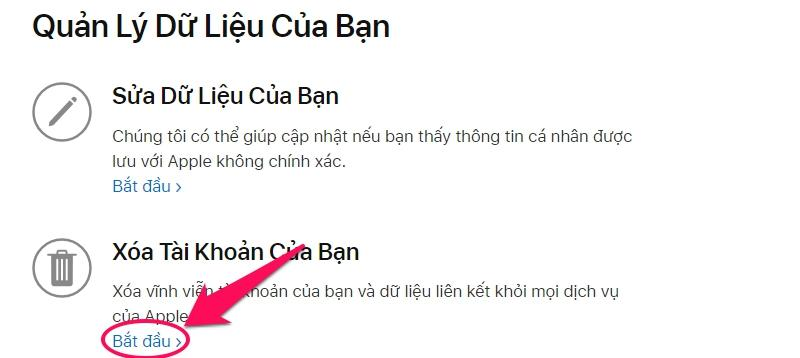 Quản Lý Dữ Liệu Của Bạn
Sửa Dữ Liệu Của Bạn
Chúng tôi có thể giúp cập nhật nếu bạn thấy thông tin cá nhân được
lưu với Apple không chính xác.
Bắt đầu ›
Xóa Tài Khoản Của Bạn
Xóa vĩnh viễn tài khoản của bạn và dữ liệu liên kết khỏi mọi dịch vụ
của Apple
Bắt đầu ›